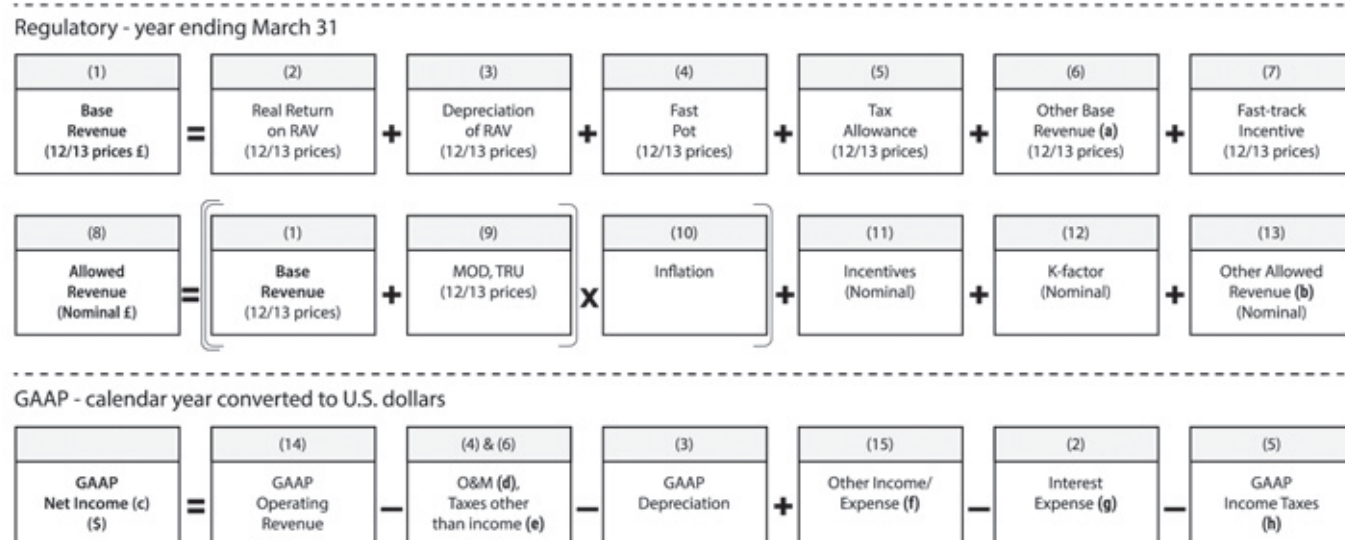 Regulatory - year ending March 31
(1) (2) (3) (4) (5) (6) (7)
Base Real Return Depreciation Fast Tax Other Base Fast-track
Revenue on RAV of RAV Pot Allowance Revenue (a) Incentive
(12/13 prices £) = (12/13 prices) + (12/13 prices) + (12/13 prices) + (12/13 prices) + (12/13 prices) + (12/13 prices)
(8) (1) (9) (10) (11) (12) (13)
Allowed Base MOD, TRU Inflation Incentives K-factor Other Allowed
Revenue Revenue (12/13 prices) (Nominal) (Nominal) Revenue (b)
(Nominal £) = (12/13 prices) + x + + + (Nominal)
GAAP - calendar year converted to U.S. dollars
(14) (4) & (6) (3) (15) (2) (5)
GAAP GAAP O&M (d), GAAP Other Income/ Interest GAAP
Net Income (c) = Operating — Taxes other — Depreciation + Expense (f) — Expense (g) — Income Taxes
($) Revenue than income (e) (h)